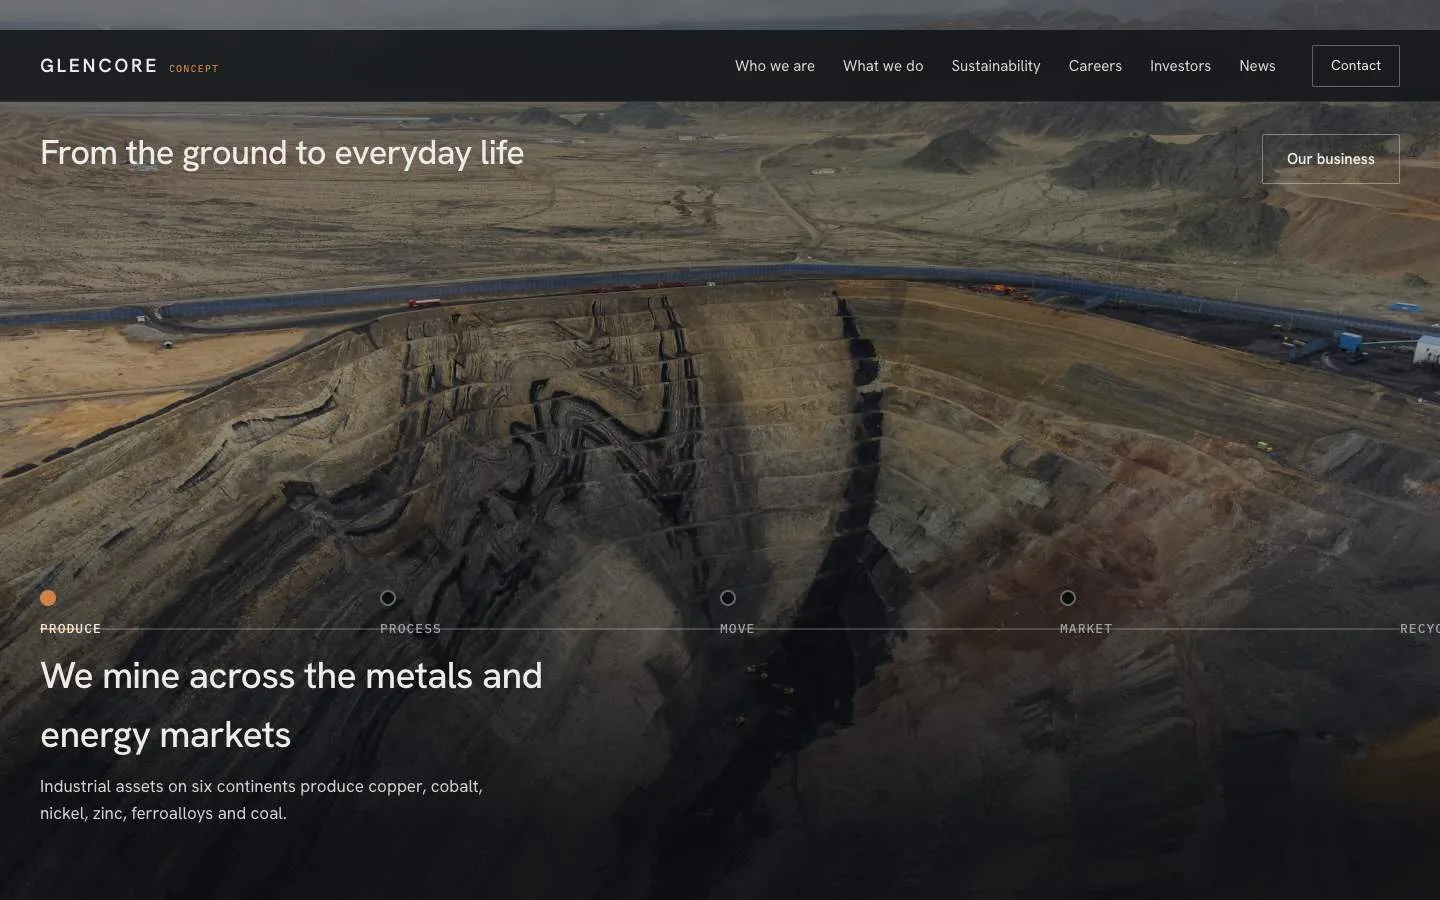 GLENCORE CONCEPT
Who we are What we do Sustainability Careers Investors News Contact
From the ground to everyday life
Our business
PRODUCE PROCESS MOVE MARKET RECYC
We mine across the metals and
energy markets
Industrial assets on six continents produce copper, cobalt,
nickel, zinc, ferroalloys and coal.